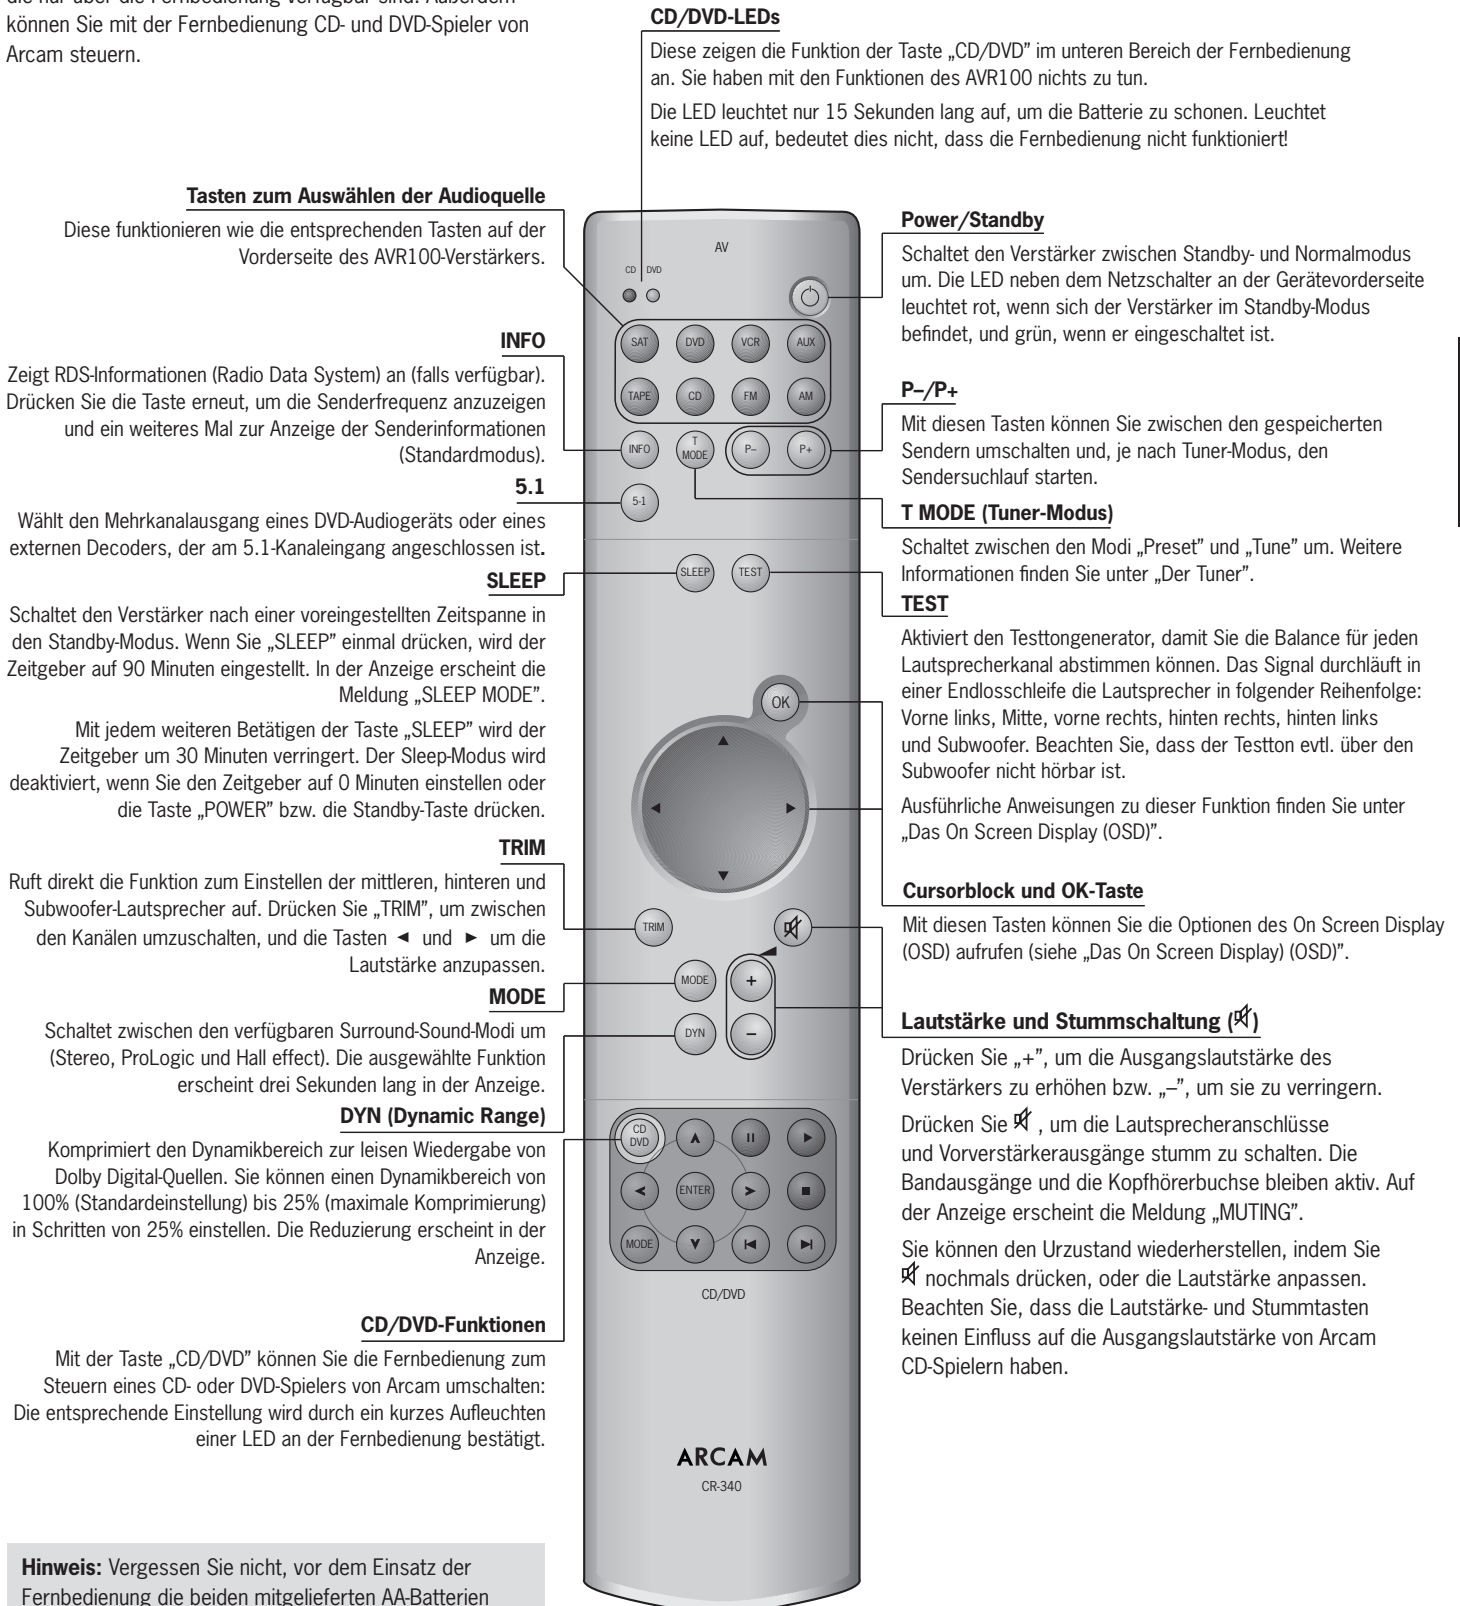 können Sie mit der Fernbedienung CD- und DVD-Spieler von
Arcam steuern.
CD/DVD-LEDs
Diese zeigen die Funktion der Taste „CD/DVD” im unteren Bereich der Fernbedienung
an. Sie haben mit den Funktionen des AVR100 nichts zu tun.
Die LED leuchtet nur 15 Sekunden lang auf, um die Batterie zu schonen. Leuchtet
keine LED auf, bedeutet dies nicht, dass die Fernbedienung nicht funktioniert!
Tasten zum Auswählen der Audioquelle
Diese funktionieren wie die entsprechenden Tasten auf der
Vorderseite des AVR100-Verstärkers.
INFO
Zeigt RDS-Informationen (Radio Data System) an (falls verfügbar).
Drücken Sie die Taste erneut, um die Senderfrequenz anzuzeigen
und ein weiteres Mal zur Anzeige der Senderinformationen
(Standardmodus).
5.1
Wählt den Mehrkanalausgang eines DVD-Audiogeräts oder eines
externen Decoders, der am 5.1-Kanaleingang angeschlossen ist.
SLEEP
Schaltet den Verstärker nach einer voreingestellten Zeitspanne in
den Standby-Modus. Wenn Sie „SLEEP” einmal drücken, wird der
Zeitgeber auf 90 Minuten eingestellt. In der Anzeige erscheint die
Meldung „SLEEP MODE”.
Mit jedem weiteren Betätigen der Taste „SLEEP” wird der
Zeitgeber um 30 Minuten verringert. Der Sleep-Modus wird
deaktiviert, wenn Sie den Zeitgeber auf 0 Minuten einstellen oder
die Taste „POWER” bzw. die Standby-Taste drücken.
TRIM
Ruft direkt die Funktion zum Einstellen der mittleren, hinteren und
Subwoofer-Lautsprecher auf. Drücken Sie „TRIM”, um zwischen
den Kanälen umzuschalten, und die Tasten ◄ und ► um die
Lautstärke anzupassen.
MODE
Schaltet zwischen den verfügbaren Surround-Sound-Modi um
(Stereo, ProLogic und Hall effect). Die ausgewählte Funktion
erscheint drei Sekunden lang in der Anzeige.
DYN (Dynamic Range)
Komprimiert den Dynamikbereich zur leisen Wiedergabe von
Dolby Digital-Quellen. Sie können einen Dynamikbereich von
100% (Standardeinstellung) bis 25% (maximale Komprimierung)
in Schritten von 25% einstellen. Die Reduzierung erscheint in der
Anzeige.
CD/DVD-Funktionen
Mit der Taste „CD/DVD” können Sie die Fernbedienung zum
Steuern eines CD- oder DVD-Spielers von Arcam umschalten:
Die entsprechende Einstellung wird durch ein kurzes Aufleuchten
einer LED an der Fernbedienung bestätigt.
Hinweis: Vergessen Sie nicht, vor dem Einsatz der
Fernbedienung die beiden mitgelieferten AA-Batterien
AV
CD DVD
SAT DVD VCR AUX
TAPE CD FM AM
INFO T MODE P– P+
5-1
SLEEP TEST
OK
TRIM
MODE +
DYN –
CD DVD
ENTER
MODE
CD/DVD
ARCAM
CR-340
Power/Standby
Schaltet den Verstärker zwischen Standby- und Normalmodus
um. Die LED neben dem Netzschalter an der Gerätevorderseite
leuchtet rot, wenn sich der Verstärker im Standby-Modus
befindet, und grün, wenn er eingeschaltet ist.
P–/P+
Mit diesen Tasten können Sie zwischen den gespeicherten
Sendern umschalten und, je nach Tuner-Modus, den
Sendersuchlauf starten.
T MODE (Tuner-Modus)
Schaltet zwischen den Modi „Preset” und „Tune” um. Weitere
Informationen finden Sie unter „Der Tuner”.
TEST
Aktiviert den Testtongenerator, damit Sie die Balance für jeden
Lautsprecherkanal abstimmen können. Das Signal durchläuft in
einer Endlosschleife die Lautsprecher in folgender Reihenfolge:
Vorne links, Mitte, vorne rechts, hinten rechts, hinten links
und Subwoofer. Beachten Sie, dass der Testton evtl. über den
Subwoofer nicht hörbar ist.
Ausführliche Anweisungen zu dieser Funktion finden Sie unter
„Das On Screen Display (OSD)”.
Cursorblock und OK-Taste
Mit diesen Tasten können Sie die Optionen des On Screen Display
(OSD) aufrufen (siehe „Das On Screen Display) (OSD)”.
Lautstärke und Stummschaltung ( )
Drücken Sie „+”, um die Ausgangslautstärke des
Verstärkers zu erhöhen bzw. „–”, um sie zu verringern.
Drücken Sie , um die Lautsprecheranschlüsse
und Vorverstärkerausgänge stumm zu schalten. Die
Bandausgänge und die Kopfhörerbuchse bleiben aktiv. Auf
der Anzeige erscheint die Meldung „MUTING”.
Sie können den Urzustand wiederherstellen, indem Sie
nochmals drücken, oder die Lautstärke anpassen.
Beachten Sie, dass die Lautstärke- und Stummtasten
keinen Einfluss auf die Ausgangslautstärke von Arcam
CD-Spielern haben.